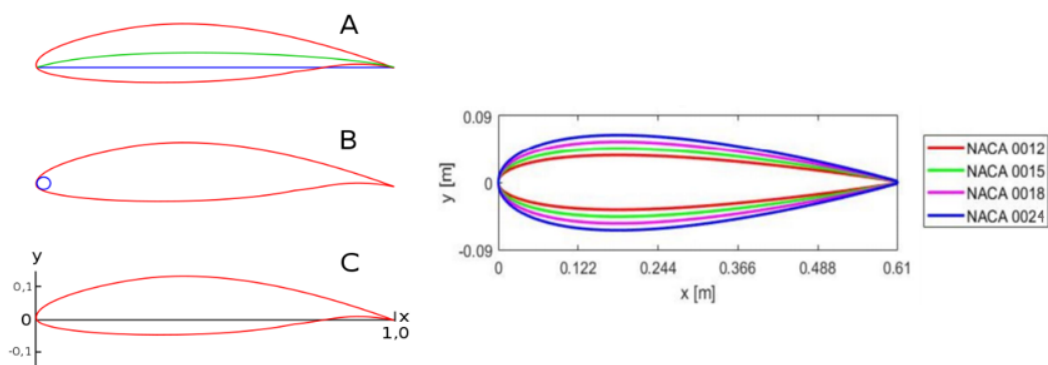 A
B
C
y
0,1
0
-0,1
x
1,0
0.09
0
-0.09
y [m]
0
0.122
0.244
0.366
0.488
0.61
x [m]
NACA 0012
NACA 0015
NACA 0018
NACA 0024